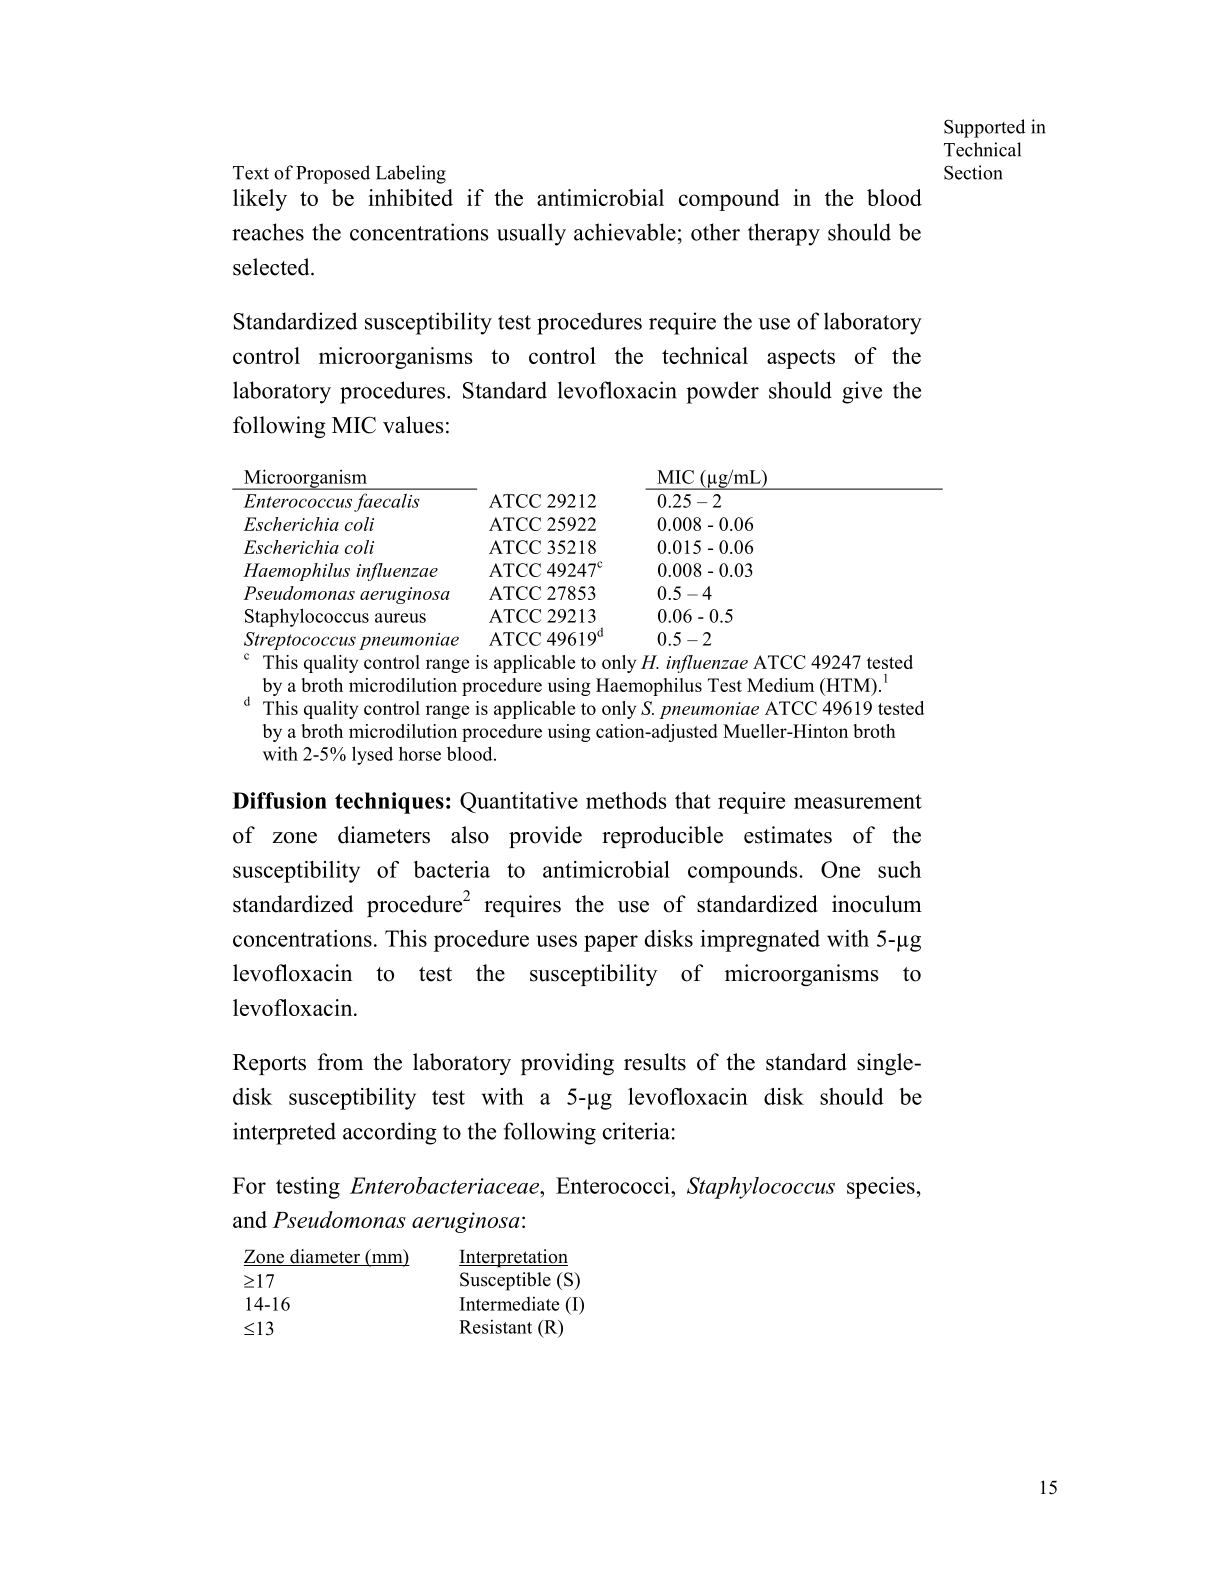 Supported in
Technical
Text of Proposed Labeling Section
likely to be inhibited if the antimicrobial compound in the blood
reaches the concentrations usually achievable; other therapy should be
selected.
Standardized susceptibility test procedures require the use of laboratory
control microorganisms to control the technical aspects of the
laboratory procedures. Standard levofloxacin powder should give the
following MIC values:
Microorganism MIC (µg/mL)
Enterococcus faecalis ATCC 29212 0.25 – 2
Escherichia coli ATCC 25922 0.008 - 0.06
Escherichia coli ATCC 35218 0.015 - 0.06
Haemophilus influenzae ATCC 49247c 0.008 - 0.03
Pseudomonas aeruginosa ATCC 27853 0.5 – 4
Staphylococcus aureus ATCC 29213 0.06 - 0.5
Streptococcus pneumoniae ATCC 49619d 0.5 – 2
c This quality control range is applicable to only H. influenzae ATCC 49247 tested
by a broth microdilution procedure using Haemophilus Test Medium (HTM).1
d This quality control range is applicable to only S. pneumoniae ATCC 49619 tested
by a broth microdilution procedure using cation-adjusted Mueller-Hinton broth
with 2-5% lysed horse blood.
Diffusion techniques: Quantitative methods that require measurement
of zone diameters also provide reproducible estimates of the
susceptibility of bacteria to antimicrobial compounds. One such
standardized procedure2 requires the use of standardized inoculum
concentrations. This procedure uses paper disks impregnated with 5-µg
levofloxacin to test the susceptibility of microorganisms to
levofloxacin.
Reports from the laboratory providing results of the standard single-
disk susceptibility test with a 5-µg levofloxacin disk should be
interpreted according to the following criteria:
For testing Enterobacteriaceae, Enterococci, Staphylococcus species,
and Pseudomonas aeruginosa:
Zone diameter (mm) Interpretation
≥17 Susceptible (S)
14-16 Intermediate (I)
≤13 Resistant (R)
15